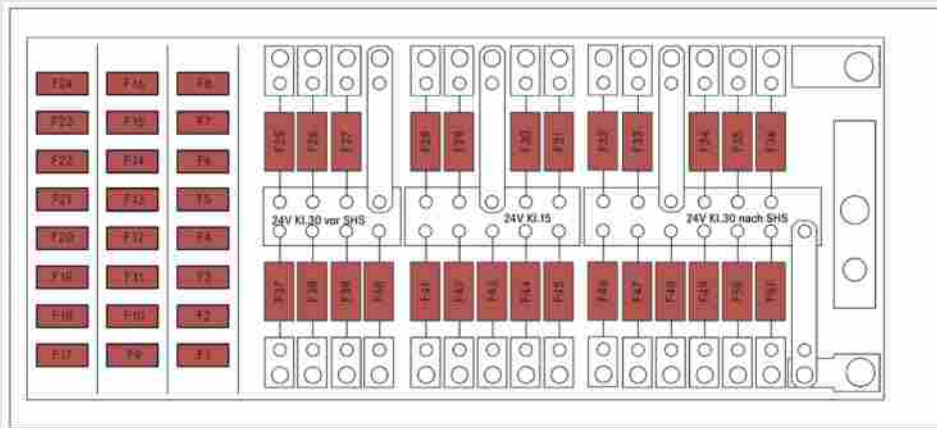 F24 F16 F8
F23 F15 F7
F22 F14 F6
F21 F13 F5
F20 F12 F4
F19 F11 F3
F18 F10 F2
F17 F9 F1
F25 F26 F27 F28 F29 F30 F31 F32 F33 F34 F35 F36
24V Kl.30 vor SHS 24V Kl.15 24V Kl.30 nach SHS
F37 F38 F39 F40 F41 F42 F43 F44 F45 F46 F47 F48 F49 F50 F51